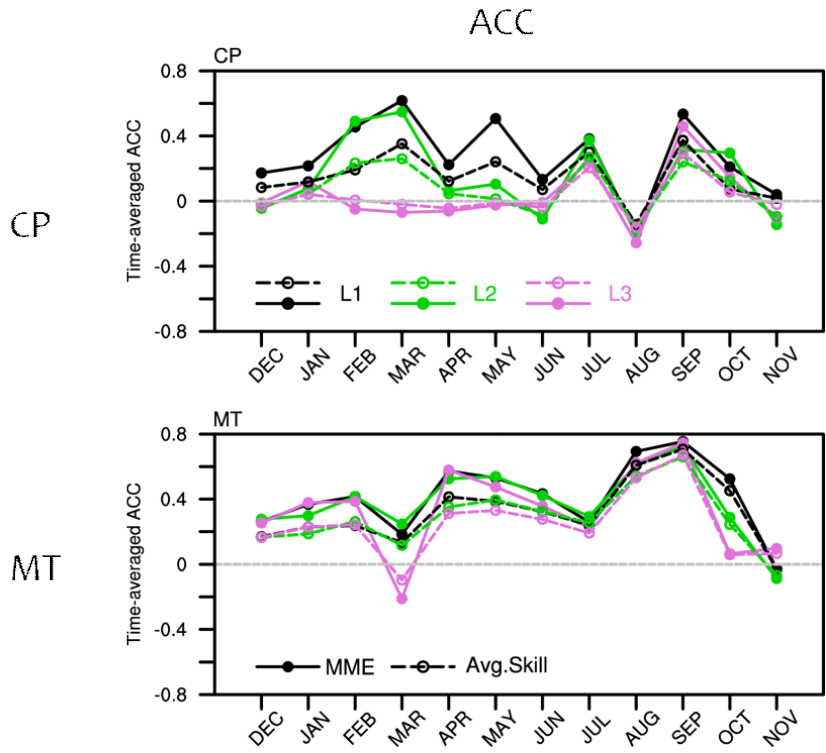 ACC
CP
CP
Time-averaged ACC
0.8
0.4
0
-0.4
-0.8
L1 L2 L3
DEC JAN FEB MAR APR MAY JUN JUL AUG SEP OCT NOV
MT
MT
Time-averaged ACC
0.8
0.4
0
-0.4
-0.8
MME Avg.Skill
DEC JAN FEB MAR APR MAY JUN JUL AUG SEP OCT NOV